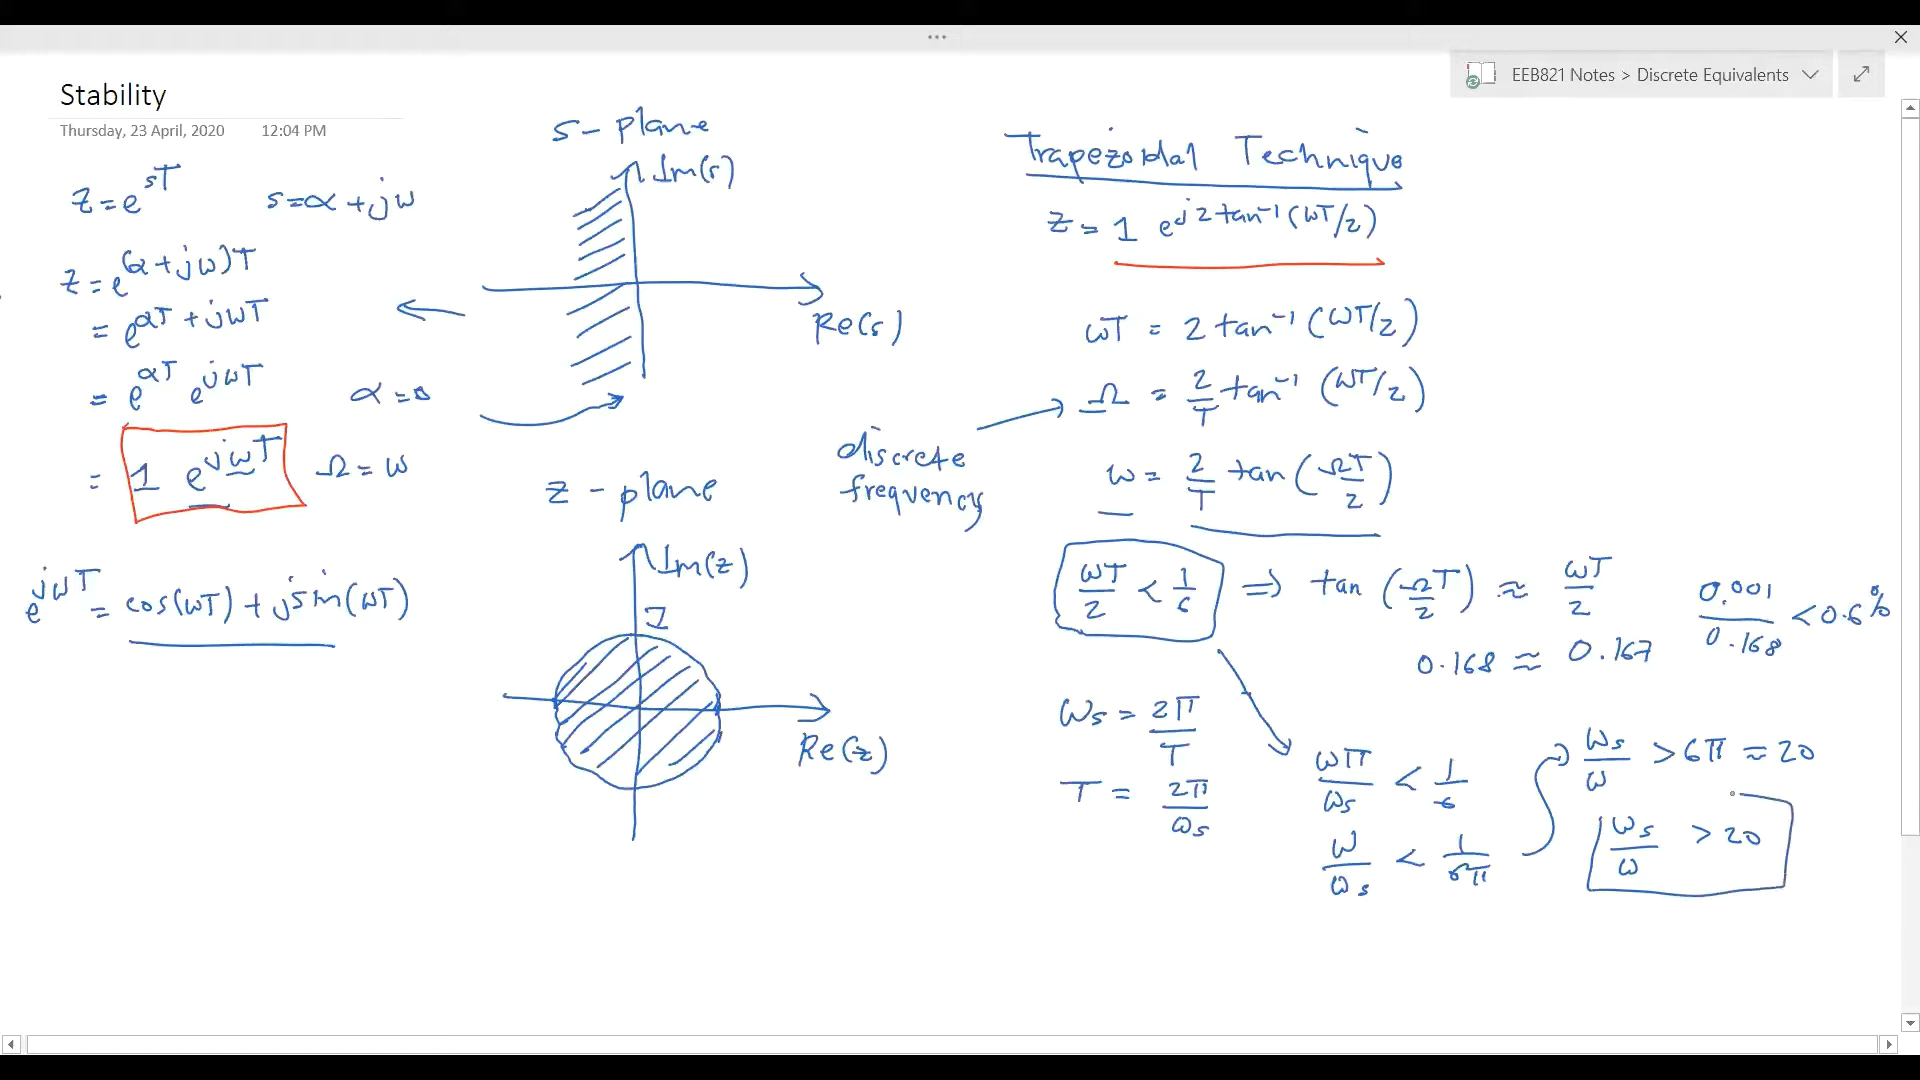 EEB821 Notes > Discrete Equivalents
Stability
Thursday, 23 April, 2020 12:04 PM
z = e^{sT} s = α + jω
z = e^{(α + jω)T}
= e^{αT + jωT}
= e^{αT} e^{jωT} α = 0
= 1 e^{jωT} Ω = ω
e^{jωT} = cos(ωT) + j sin(ωT)
s - plane
Im(s)
Re(s)
z - plane
Im(z)
1
Re(z)
discrete
frequency
Trapezoidal Technique
z = 1 e^{j2tan⁻¹(ωT/2)}
ωT = 2 tan⁻¹(ωT/2)
Ω = 2/T tan⁻¹(ωT/2)
ω = 2/T tan(ΩT/2)
ωT/2 < 1/6 ⇒ tan(ΩT/2) ≈ ωT/2
0.168 ≈ 0.167
0.001/0.168 < 0.6%
ωs = 2π/T
T = 2π/ωs
ωπ/ωs < 1/6
ω/ωs < 1/6π
ωs/ω > 6π ≈ 20
ωs/ω > 20